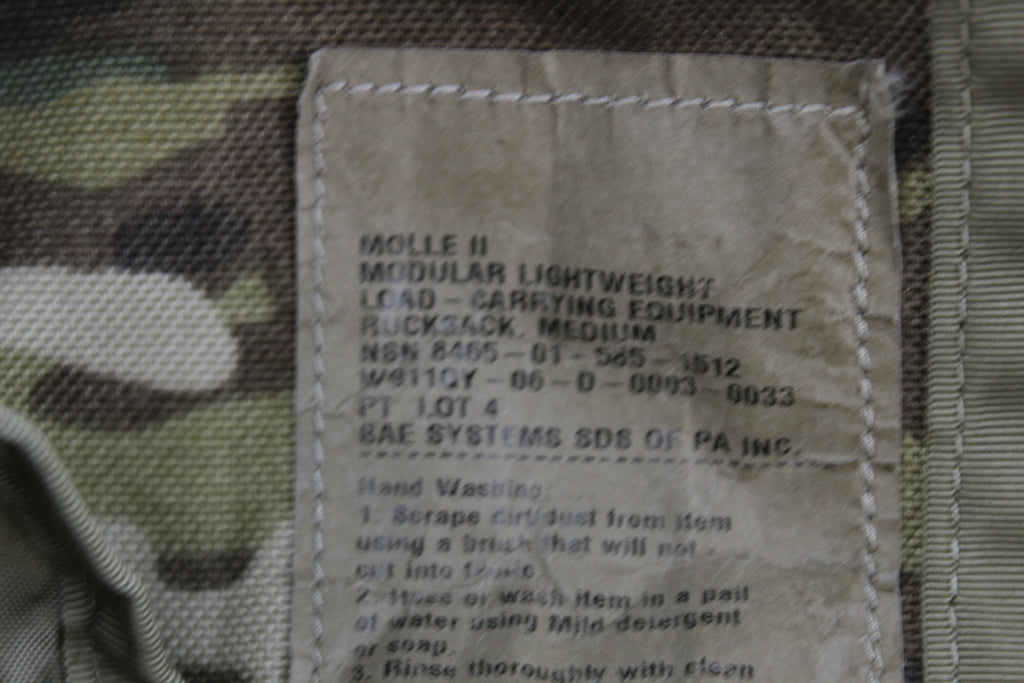 MOLLE II
MODULAR LIGHTWEIGHT
LOAD - CARRYING EQUIPMENT
RUCKSACK, MEDIUM
NSN 8465 - 01 - 585 - 1512
W911QY - 06 - D - 0003 - 0033
PT LOT 4
BAE SYSTEMS SDS OF PA INC.
Hand Washing:
1. Scrape dirt/dust from item
using a brush that will not
cut into fabric.
2. Hose or wash item in a pail
of water using Mild detergent
or soap.
3. Rinse thoroughly with clean